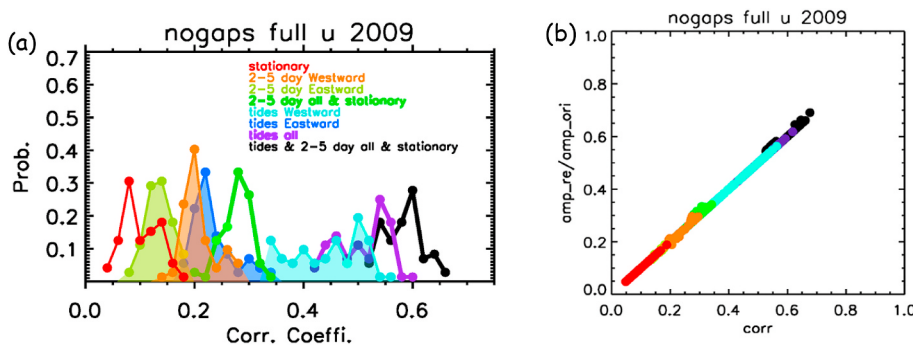 (a)
nogaps full u 2009
0.7
0.6
0.5
0.4
0.3
0.2
0.1
Prob.
stationary
2-5 day Westward
2-5 day Eastward
2-5 day all & stationary
tides Westward
tides Eastward
tides all
tides & 2-5 day all & stationary
0.0 0.2 0.4 0.6
Corr. Coeffi.
(b)
nogaps full u 2009
1.0
0.8
0.6
0.4
0.2
0.0
amp_re/amp_ori
0.0 0.2 0.4 0.6 0.8 1.0
corr